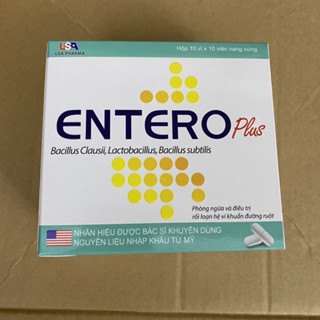 USA
USA PHARMA
Hộp 10 vỉ x 10 viên nang cứng
ENTERO Plus
Bacillus Clausii, Lactobacillus, Bacillus subtilis
Phòng ngừa và điều trị
rối loạn hệ vi khuẩn đường ruột
NHÃN HIỆU ĐƯỢC BÁC SĨ KHUYÊN DÙNG
NGUYÊN LIỆU NHẬP KHẨU TỪ MỸ